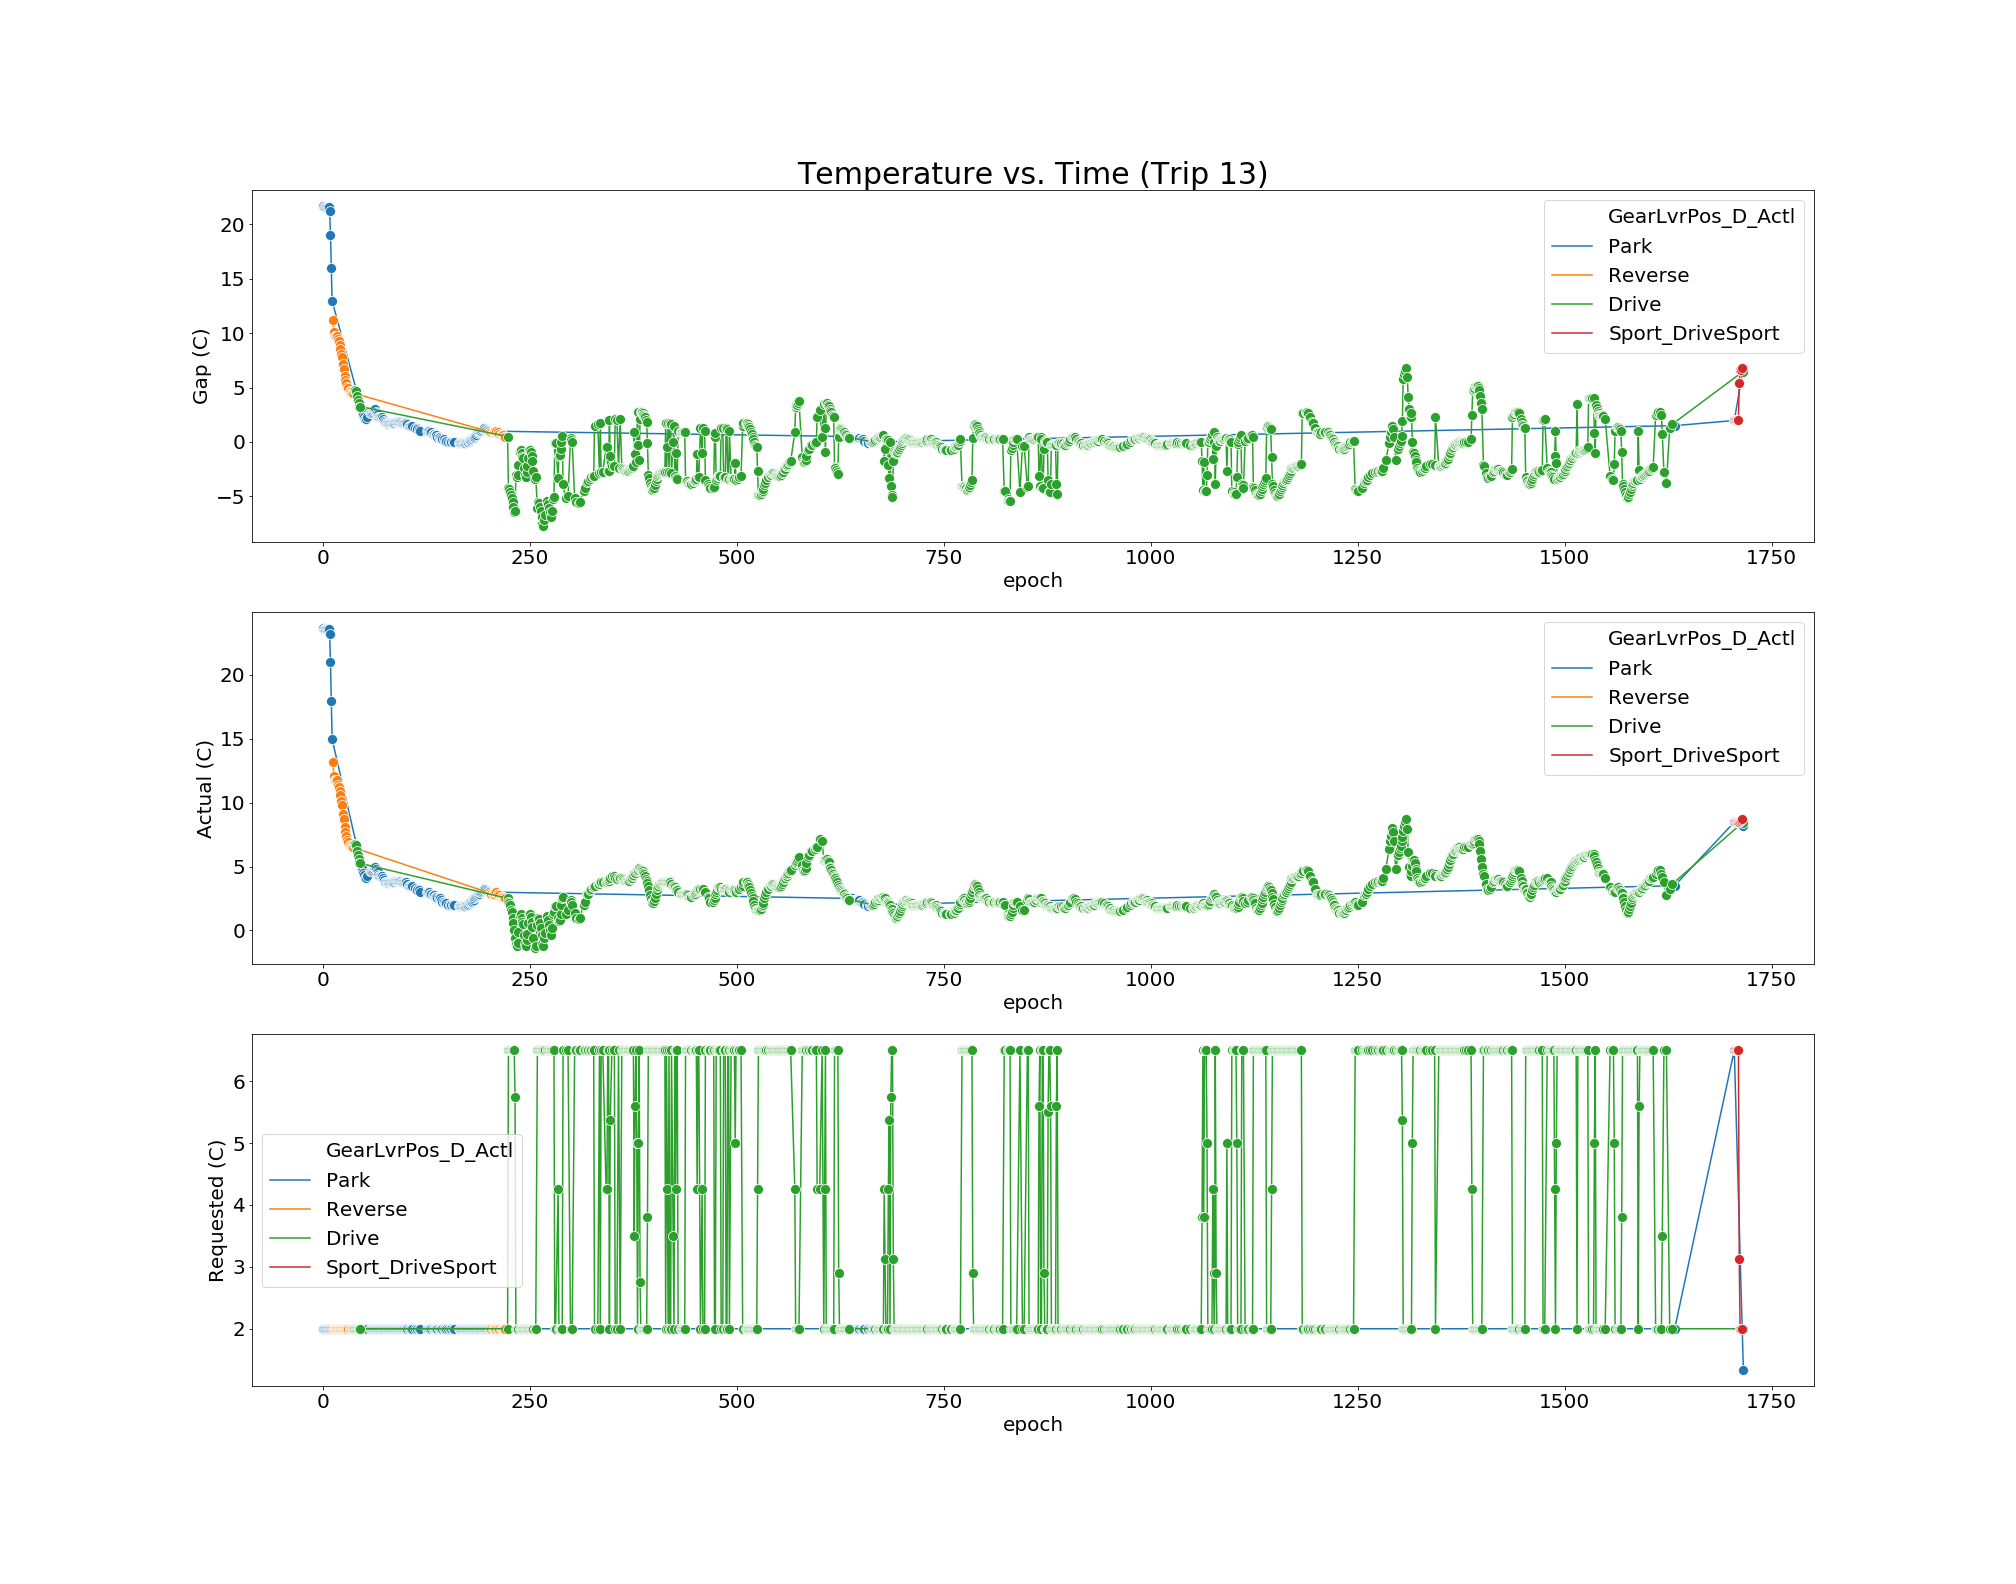 Temperature vs. Time (Trip 13)
Gap (C)
20
15
10
5
0
−5
GearLvrPos_D_Actl
Park
Reverse
Drive
Sport_DriveSport
0 250 500 750 1000 1250 1500 1750
epoch
Actual (C)
20
15
10
5
0
GearLvrPos_D_Actl
Park
Reverse
Drive
Sport_DriveSport
0 250 500 750 1000 1250 1500 1750
epoch
Requested (C)
6
5
4
3
2
GearLvrPos_D_Actl
Park
Reverse
Drive
Sport_DriveSport
0 250 500 750 1000 1250 1500 1750
epoch